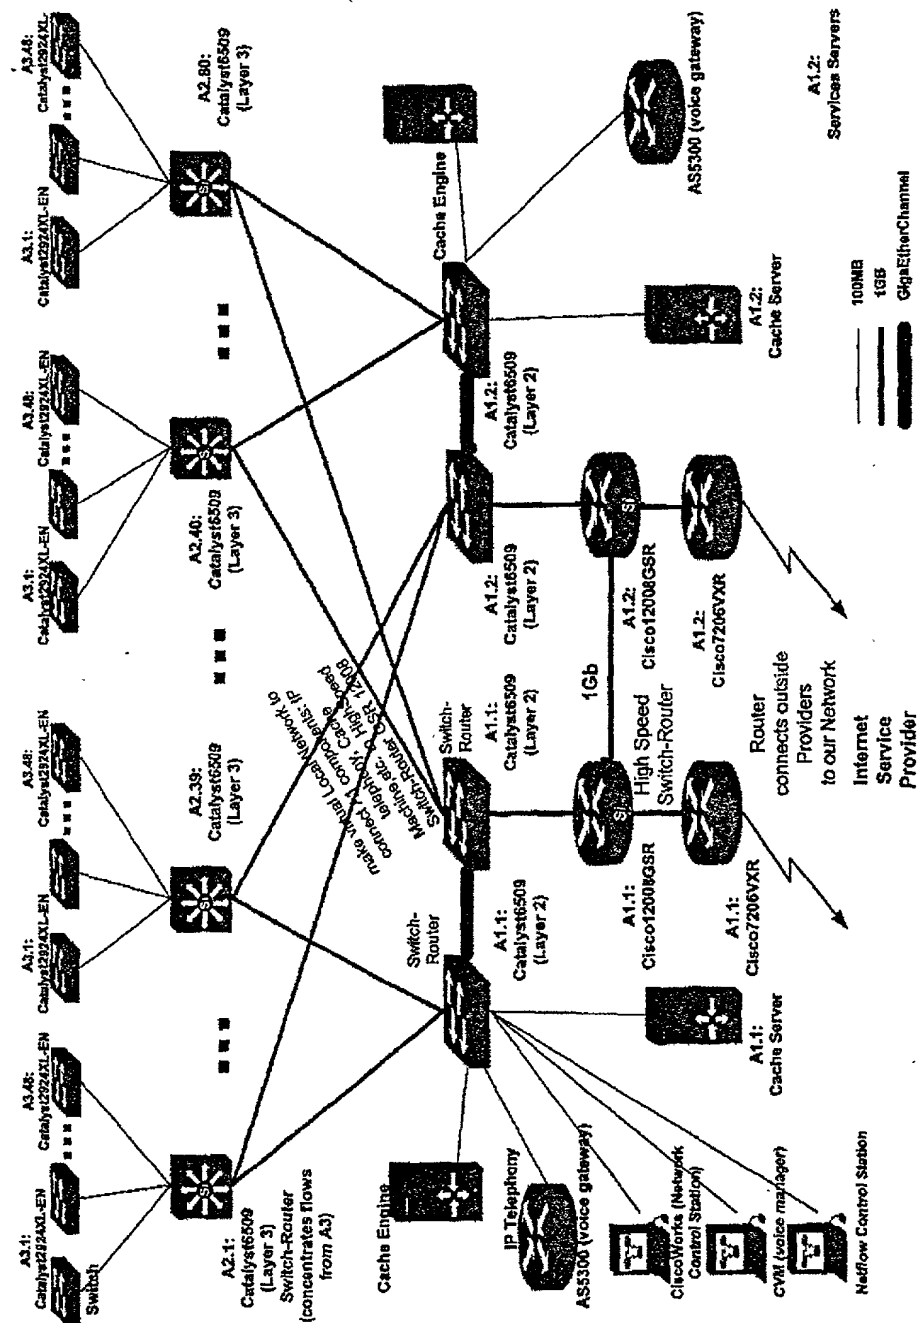 A3.1:
Catalyst2924XL-EN
A3.48:
Catalyst2924XL-EN
A3.1:
Catalyst2924XL-EN
A3.48:
Catalyst2924XL-EN
A3.1:
Catalyst2924XL-EN
A3.48:
Catalyst2924XL-EN
A3.1:
Catalyst2924XL-EN
A3.48:
Catalyst2924XL-
Switch
A2.1:
Catalyst6509
(Layer 3)
Switch-Router
(concentrates flows
from A3)
A2.39:
Catalyst6509
(Layer 3)
A2.40:
Catalyst6509
(Layer 3)
A2.80:
Catalyst6509
(Layer 3)
make virtual Local Network to
connect A1 components: IP
telephony, Cache
Machine etc. to High Speed
Switch-Router GSR 12008
Cache Engine
Switch-
Router
Switch-
Router
Cache Engine
A1.1:
Catalyst6509
(Layer 2)
A1.1:
Catalyst6509
(Layer 2)
A1.2:
Catalyst6509
(Layer 2)
A1.2:
Catalyst6509
(Layer 2)
IP Telephony
AS5300 (voice gateway)
AS5300 (voice gateway)
1Gb
High Speed
Switch-Router
A1.1:
Cisco12008GSR
A1.2:
Cisco12008GSR
CiscoWorks (Network
Control Station)
CVM (voice manager)
Netflow Control Station
A1.1:
Cache Server
A1.1:
Cisco7206VXR
A1.2:
Cisco7206VXR
A1.2:
Cache Server
Router
connects outside
Providers
to our Network
Internet
Service
Provider
A1.2:
Services Servers
100MB
1GB
GigaEtherChannel